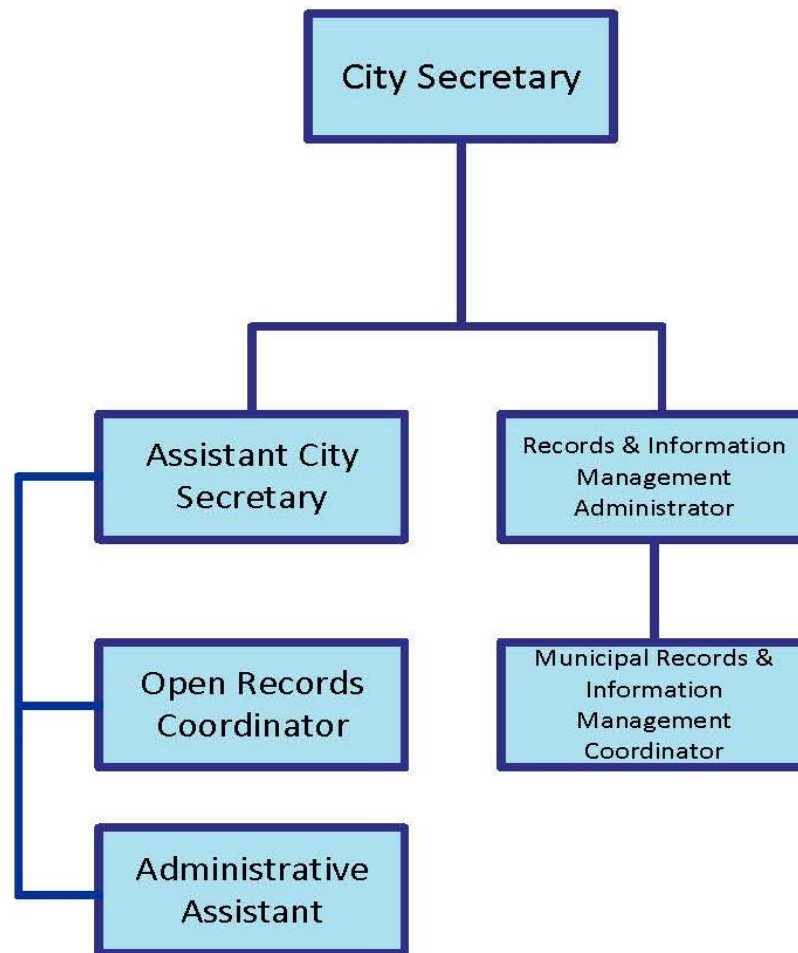 City Secretary
Assistant City
Secretary
Records & Information
Management
Administrator
Open Records
Coordinator
Municipal Records &
Information
Management
Coordinator
Administrative
Assistant